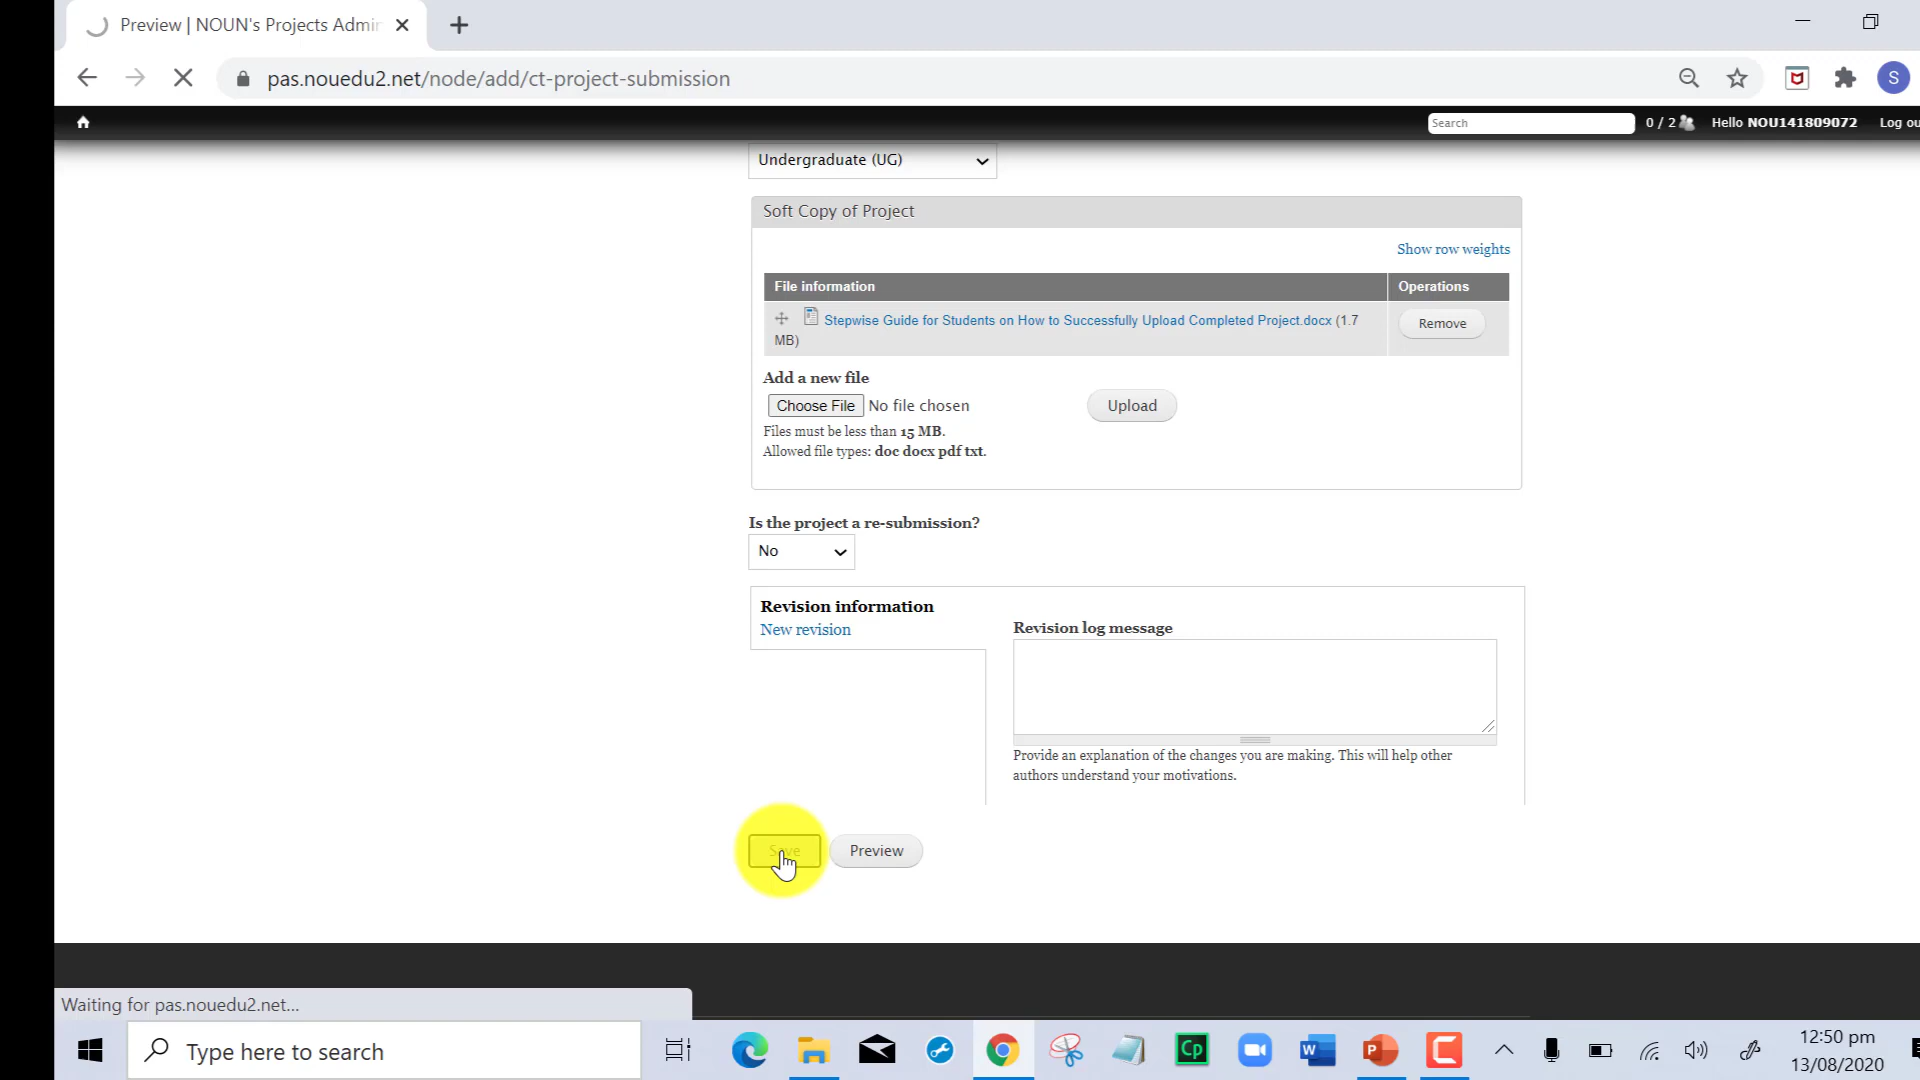 Preview | NOUN's Projects Admi
pas.nouedu2.net/node/add/ct-project-submission
S
Search
0 / 2
Hello NOU141809072
Log ou
Undergraduate (UG)
Soft Copy of Project
Show row weights
File information
Operations
Stepwise Guide for Students on How to Successfully Upload Completed Project.docx (1.7
MB)
Remove
Add a new file
Choose File No file chosen
Upload
Files must be less than 15 MB.
Allowed file types: doc docx pdf txt.
Is the project a re-submission?
No
Revision information
New revision
Revision log message
Provide an explanation of the changes you are making. This will help other
authors understand your motivations.
Save
Preview
Waiting for pas.nouedu2.net...
Type here to search
Cp
W
P
C
12:50 pm
13/08/2020